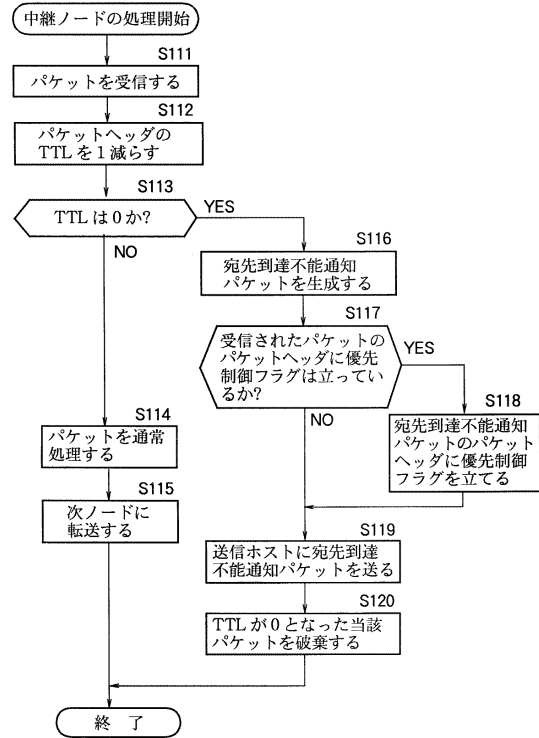 中継ノードの処理開始
S111
パケットを受信する
S112
パケットヘッダの
TTLを1減らす
S113
TTLは0か?
YES
NO
S116
宛先到達不能通知
パケットを生成する
S117
受信されたパケットの
パケットヘッダに優先
制御フラグは立ってい
るか?
YES
NO
S118
宛先到達不能通知
パケットのパケット
ヘッダに優先制御
フラグを立てる
S114
パケットを通常
処理する
S115
次ノードに
転送する
S119
送信ホストに宛先到達
不能通知パケットを送る
S120
TTLが0となった当該
パケットを破棄する
終 了